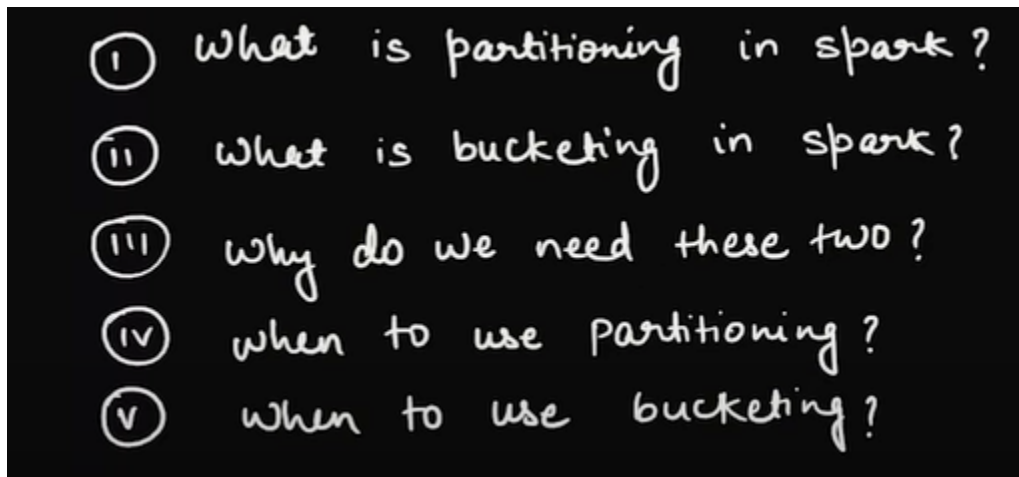 I What is partitioning in spark?
II what is bucketing in spark?
III why do we need these two?
IV when to use partitioning?
V when to use bucketing?